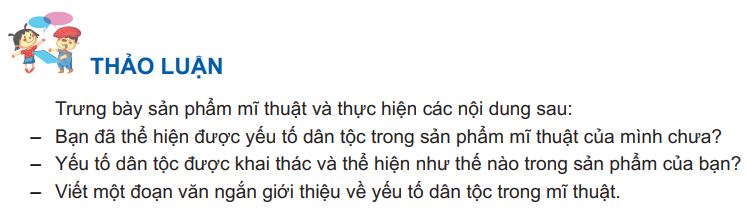 THẢO LUẬN
Trưng bày sản phẩm mĩ thuật và thực hiện các nội dung sau:
– Bạn đã thể hiện được yếu tố dân tộc trong sản phẩm mĩ thuật của mình chưa?
– Yếu tố dân tộc được khai thác và thể hiện như thế nào trong sản phẩm của bạn?
– Viết một đoạn văn ngắn giới thiệu về yếu tố dân tộc trong mĩ thuật.